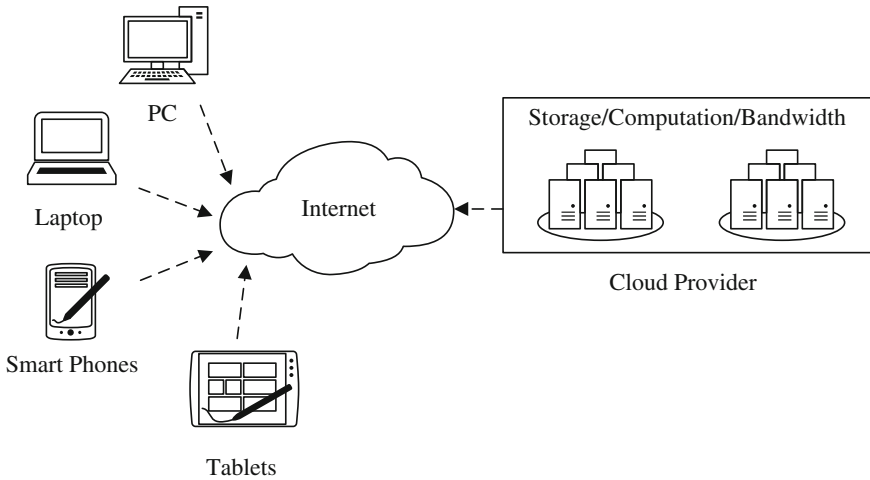 PC
Storage/Computation/Bandwidth
Laptop
Internet
Cloud Provider
Smart Phones
Tablets